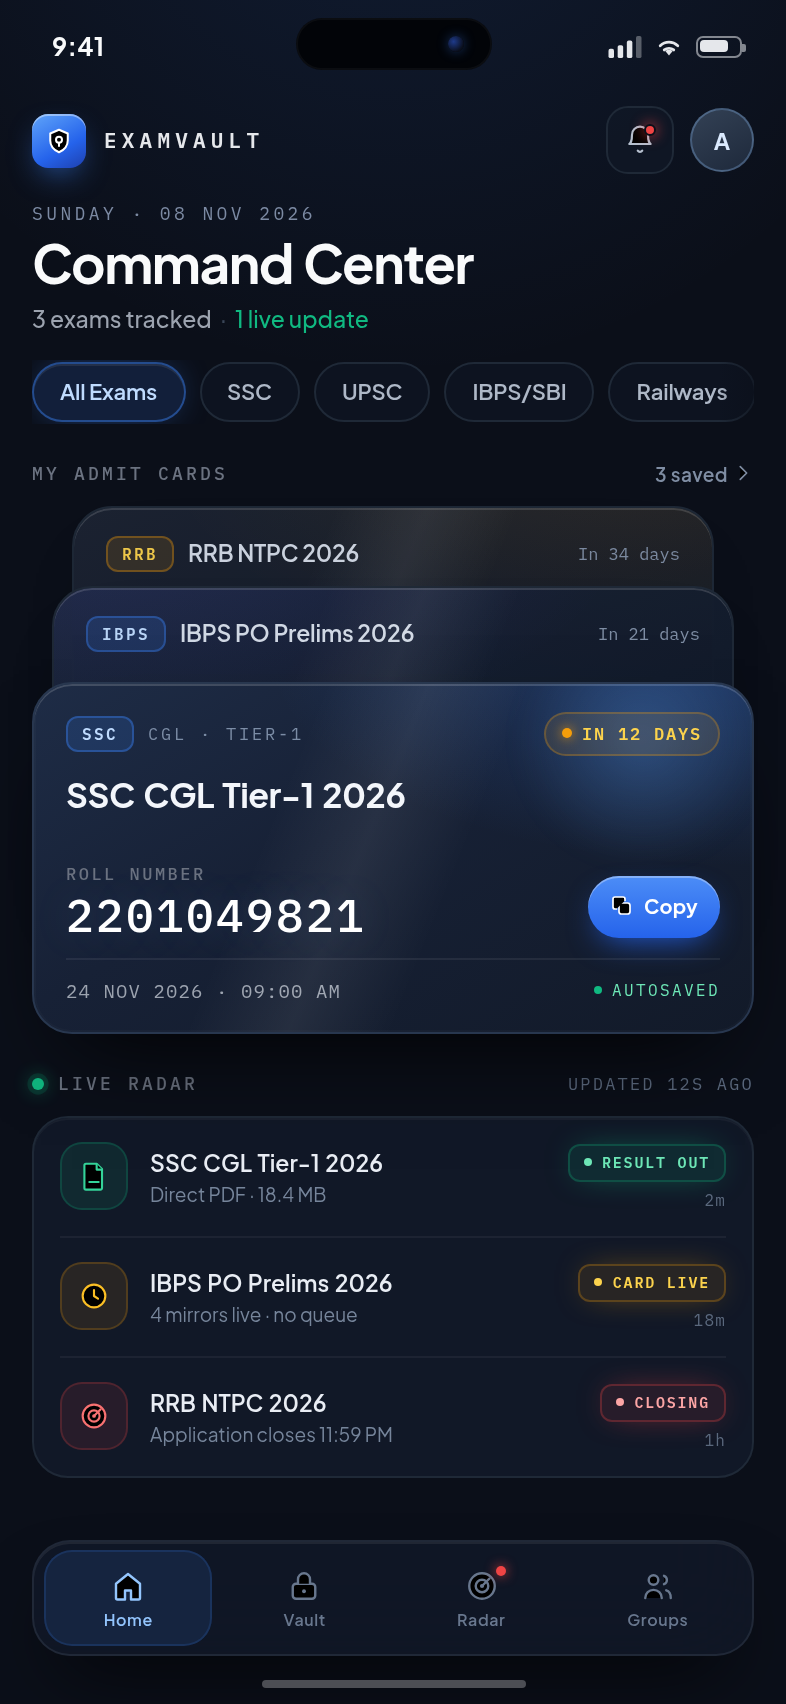 9:41
EXAMVAULT
A
SUNDAY · 08 NOV 2026
Command Center
3 exams tracked · 1 live update
All Exams SSC UPSC IBPS/SBI Railways
MY ADMIT CARDS 3 saved
RRB RRB NTPC 2026 In 34 days
IBPS IBPS PO Prelims 2026 In 21 days
SSC CGL · TIER-1 IN 12 DAYS
SSC CGL Tier-1 2026
ROLL NUMBER
2201049821 Copy
24 NOV 2026 · 09:00 AM AUTOSAVED
LIVE RADAR UPDATED 12S AGO
SSC CGL Tier-1 2026 RESULT OUT
Direct PDF · 18.4 MB 2m
IBPS PO Prelims 2026 CARD LIVE
4 mirrors live · no queue 18m
RRB NTPC 2026 CLOSING
Application closes 11:59 PM 1h
Home Vault Radar Groups